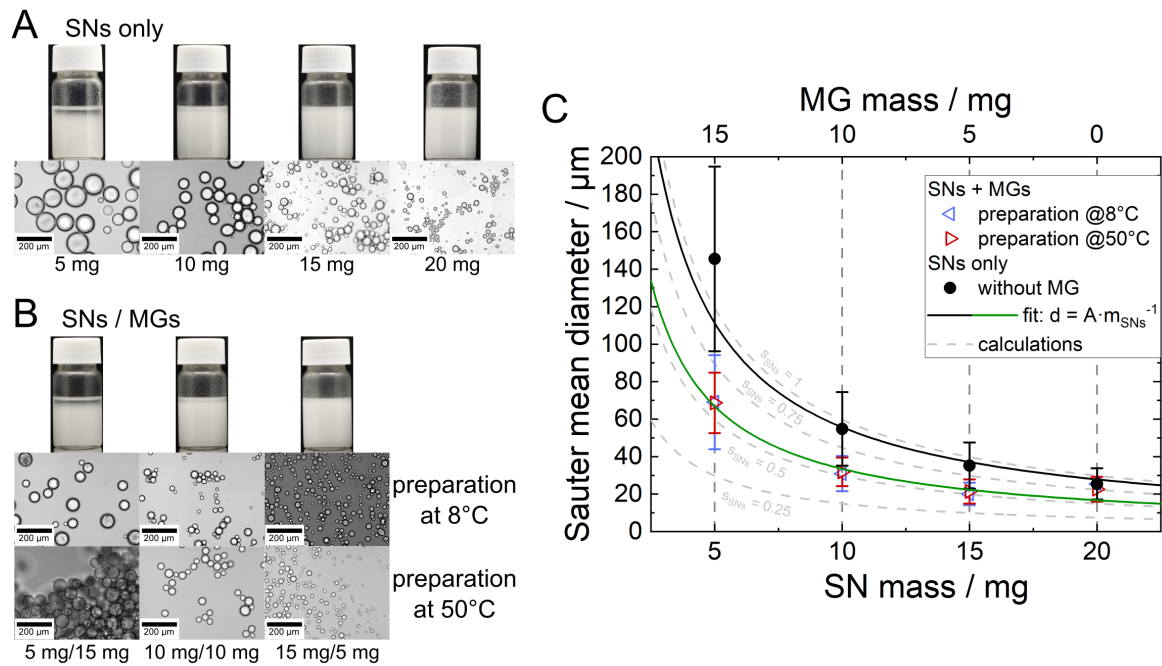 A
SNs only
200 µm
200 µm
200 µm
200 µm
5 mg
10 mg
15 mg
20 mg
B
SNs / MGs
200 µm
200 µm
200 µm
preparation
at 8°C
200 µm
200 µm
200 µm
preparation
at 50°C
5 mg/15 mg
10 mg/10 mg
15 mg/5 mg
C
MG mass / mg
15
10
5
0
200
180
160
140
120
100
80
60
40
20
0
Sauter mean diameter / µm
SNs + MGs
preparation @8°C
preparation @50°C
SNs only
without MG
fit: d = A·m_SNs^-1
calculations
s_SNs = 1
s_SNs = 0.75
s_SNs = 0.5
s_SNs = 0.25
5
10
15
20
SN mass / mg